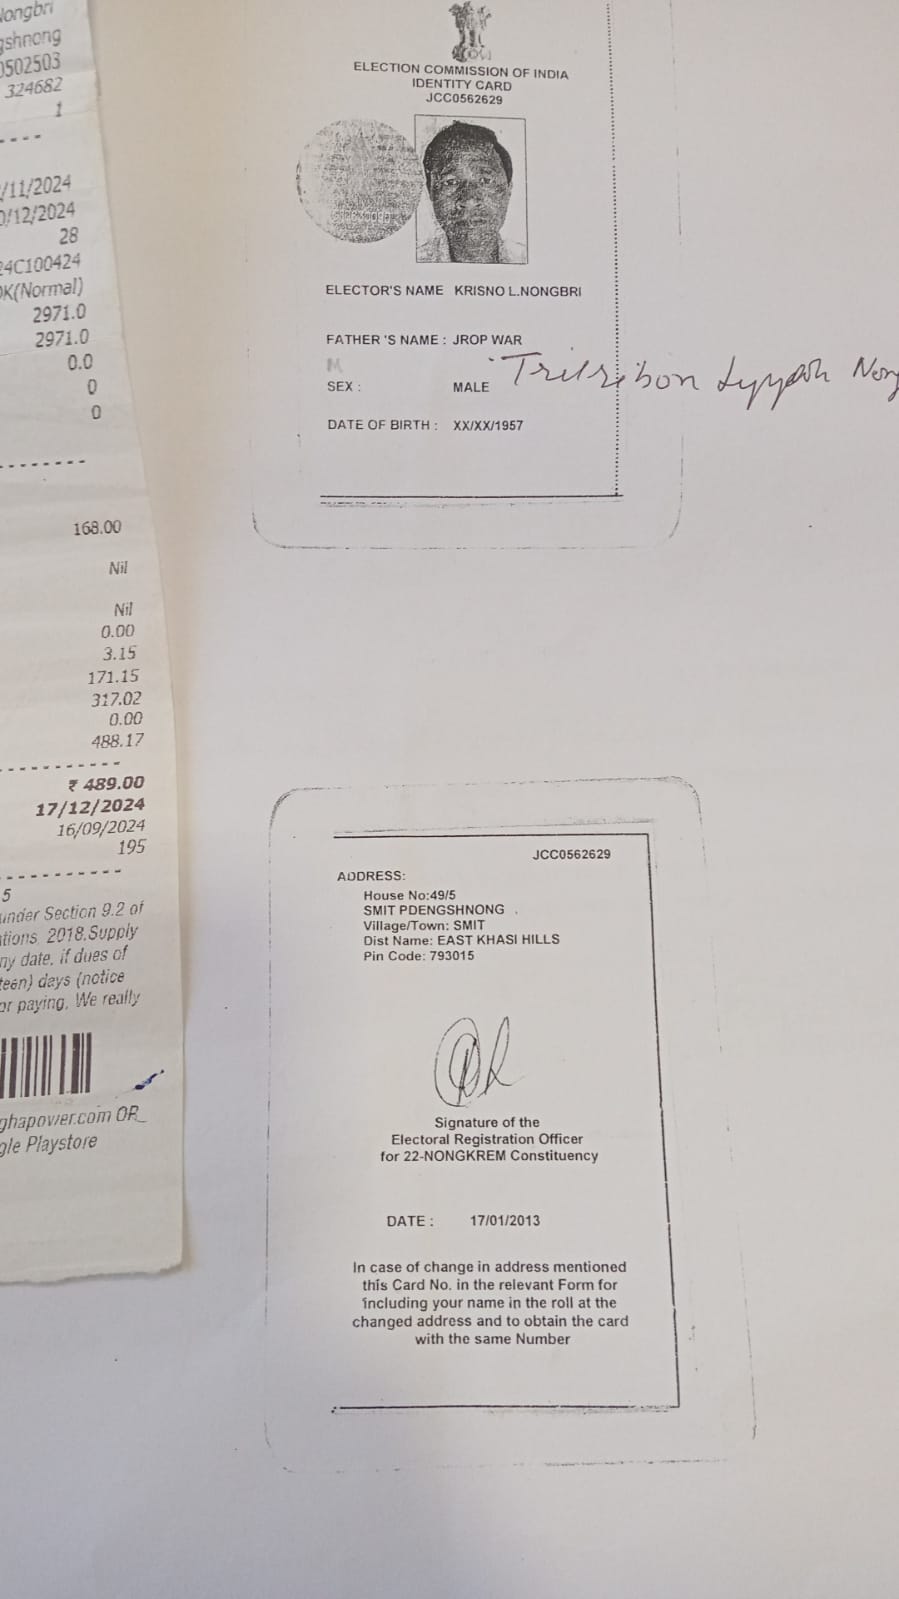 Nongbri
gshnong
0502503
324682
1
/11/2024
0/12/2024
28
24C100424
OK(Normal)
2971.0
2971.0
0.0
0
0
168.00
Nil
Nil
0.00
3.15
171.15
317.02
0.00
488.17
₹ 489.00
17/12/2024
16/09/2024
195
5
under Section 9.2 of
tions, 2018.Supply
ny date, if dues of
teen) days (notice
or paying, We really
ghapower.com OR
gle Playstore
ELECTION COMMISSION OF INDIA
IDENTITY CARD
JCC0562629
ELECTOR'S NAME KRISNO L.NONGBRI
FATHER 'S NAME : JROP WAR
M
SEX : MALE
DATE OF BIRTH : XX/XX/1957
JCC0562629
ADDRESS:
House No:49/5
SMIT PDENGSHNONG
Village/Town: SMIT
Dist Name: EAST KHASI HILLS
Pin Code: 793015
Signature of the
Electoral Registration Officer
for 22-NONGKREM Constituency
DATE : 17/01/2013
In case of change in address mentioned
this Card No. in the relevant Form for
including your name in the roll at the
changed address and to obtain the card
with the same Number